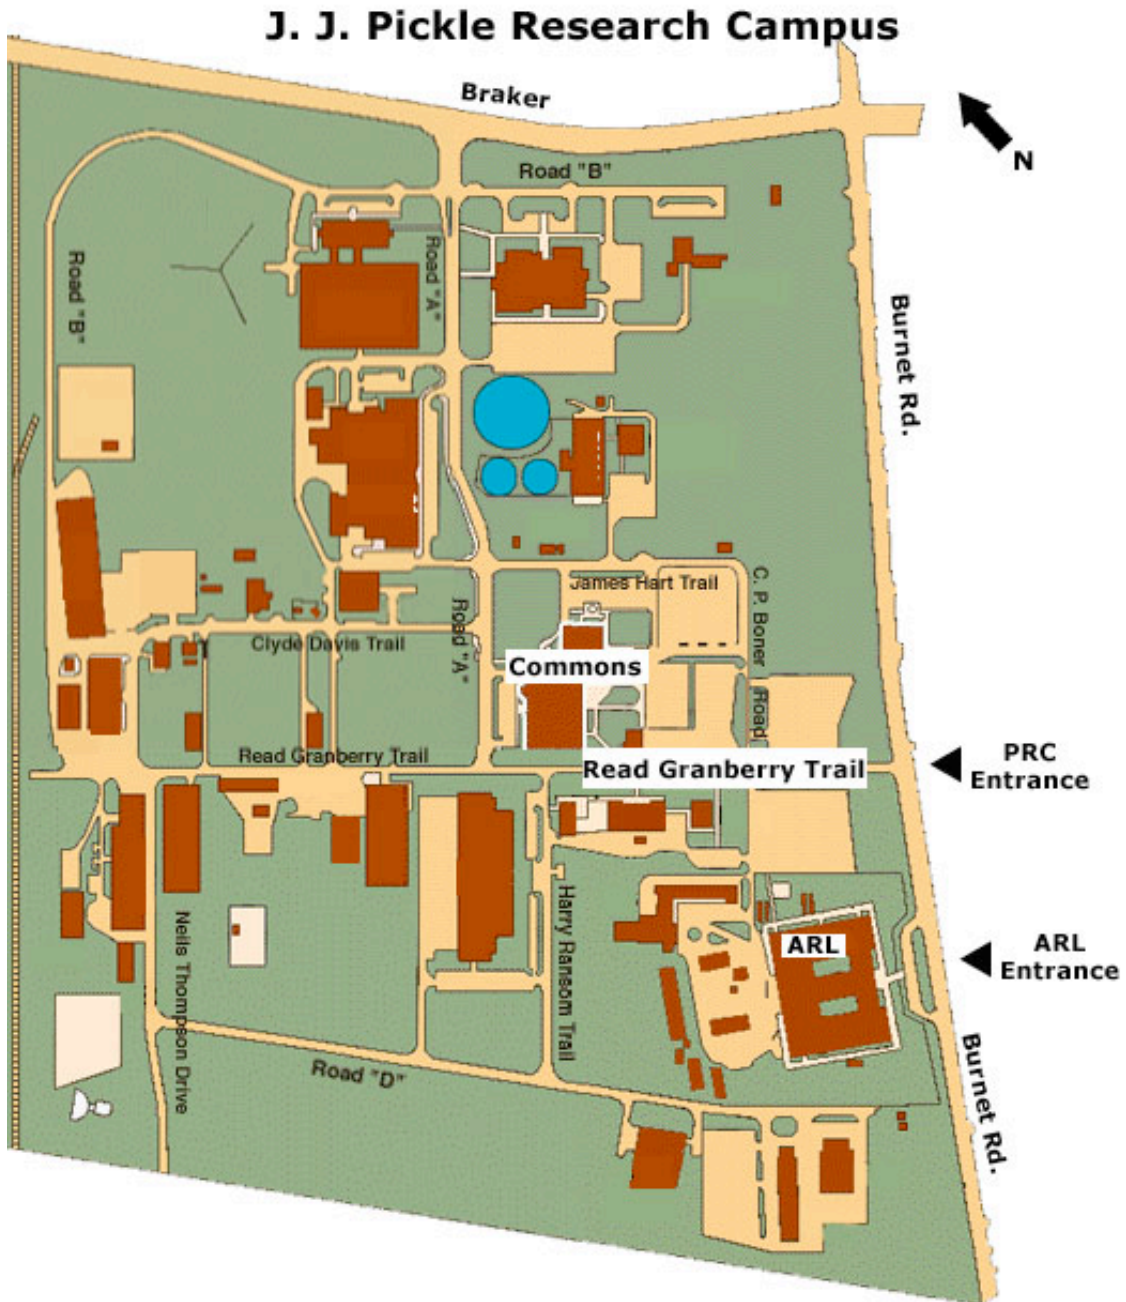 J. J. Pickle Research Campus
Braker
N
Road "B"
Road "A"
Road "B"
Burnet Rd.
James Hart Trail
C. P. Boner Road
Road "A"
Clyde Davis Trail
Commons
Read Granberry Trail
Read Granberry Trail
PRC
Entrance
Harry Ransom Trail
Neils Thompson Drive
ARL
ARL
Entrance
Road "D"
Burnet Rd.